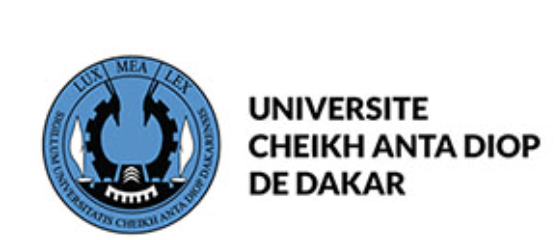 LUX MEA LEX
SIGILLUM UNIVERSITATIS CHEIKH ANTA DIOP DAKARENSIS
UNIVERSITE
CHEIKH ANTA DIOP
DE DAKAR